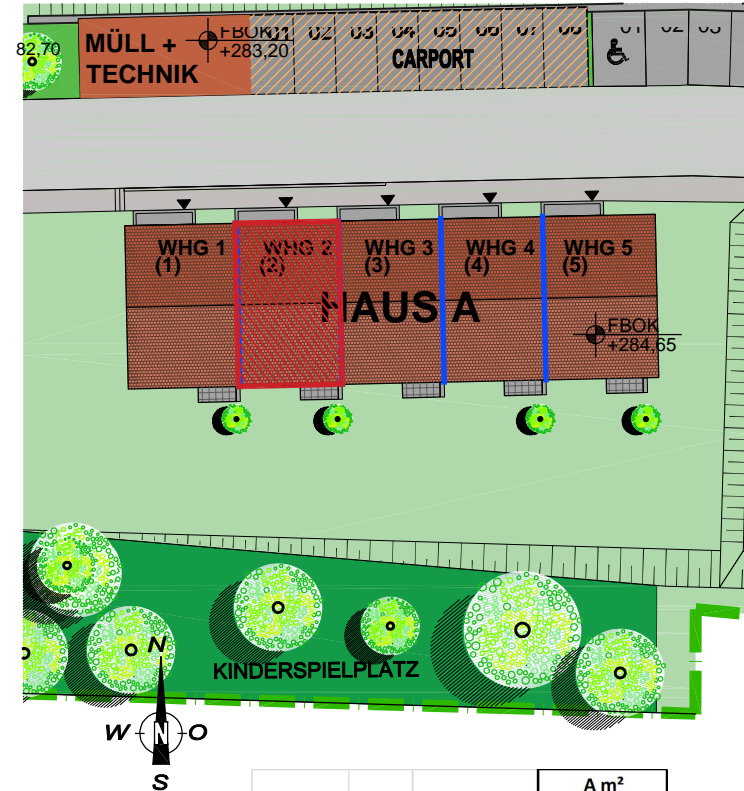 82,70
MÜLL +
TECHNIK
FBOK
+283,20
01 02 03 04 05 06 07 08
CARPORT
01 02 03
WHG 1
(1)
WHG 2
(2)
WHG 3
(3)
WHG 4
(4)
WHG 5
(5)
HAUS A
FBOK
+284,65
KINDERSPIELPLATZ
N
W N O
S
A m²